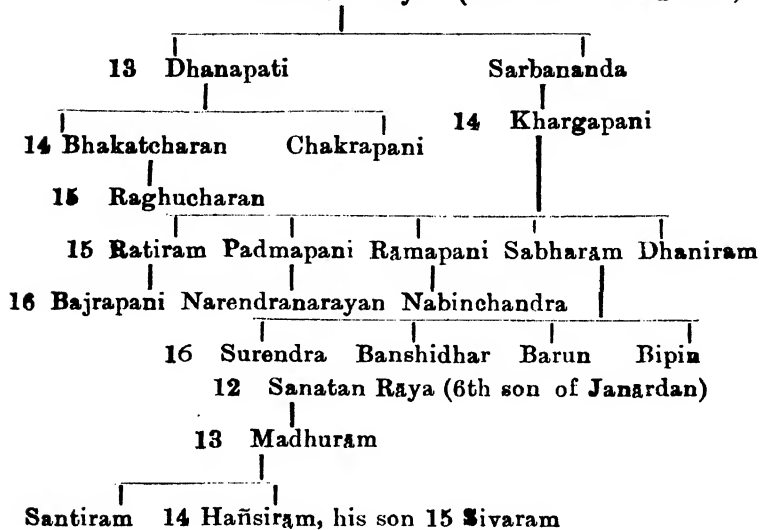 13 Dhanapati Sarbananda
14 Bhakatcharan Chakrapani 14 Khargapani
15 Raghucharan
15 Ratiram Padmapani Ramapani Sabharam Dhaniram
16 Bajrapani Narendranarayan Nabinchandra
16 Surendra Banshidhar Barun Bipin
12 Sanatan Raya (6th son of Janardan)
13 Madhuram
Santiram 14 Hañsiram, his son 15 Sivaram